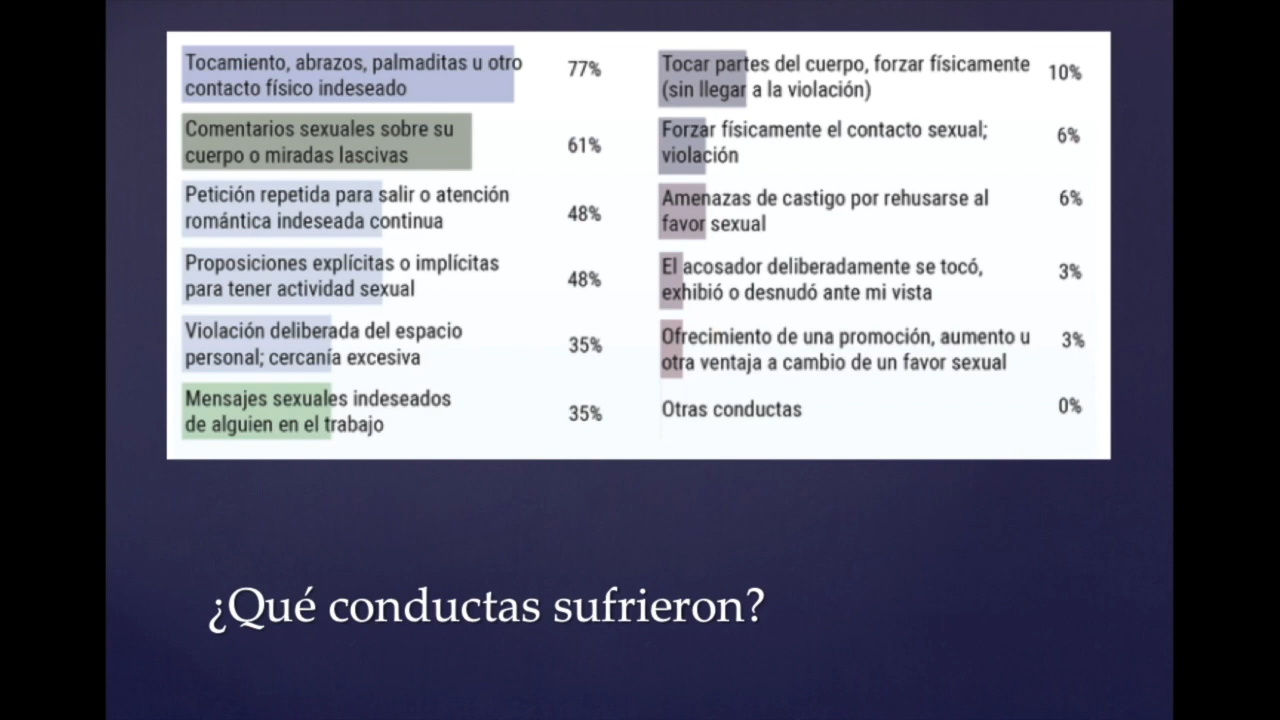 Tocamiento, abrazos, palmaditas u otro
contacto físico indeseado
77%
Comentarios sexuales sobre su
cuerpo o miradas lascivas
61%
Petición repetida para salir o atención
romántica indeseada continua
48%
Proposiciones explícitas o implícitas
para tener actividad sexual
48%
Violación deliberada del espacio
personal; cercanía excesiva
35%
Mensajes sexuales indeseados
de alguien en el trabajo
35%
Tocar partes del cuerpo, forzar físicamente
(sin llegar a la violación)
10%
Forzar físicamente el contacto sexual;
violación
6%
Amenazas de castigo por rehusarse al
favor sexual
6%
El acosador deliberadamente se tocó,
exhibió o desnudó ante mi vista
3%
Ofrecimiento de una promoción, aumento u
otra ventaja a cambio de un favor sexual
3%
Otras conductas
0%
¿Qué conductas sufrieron?